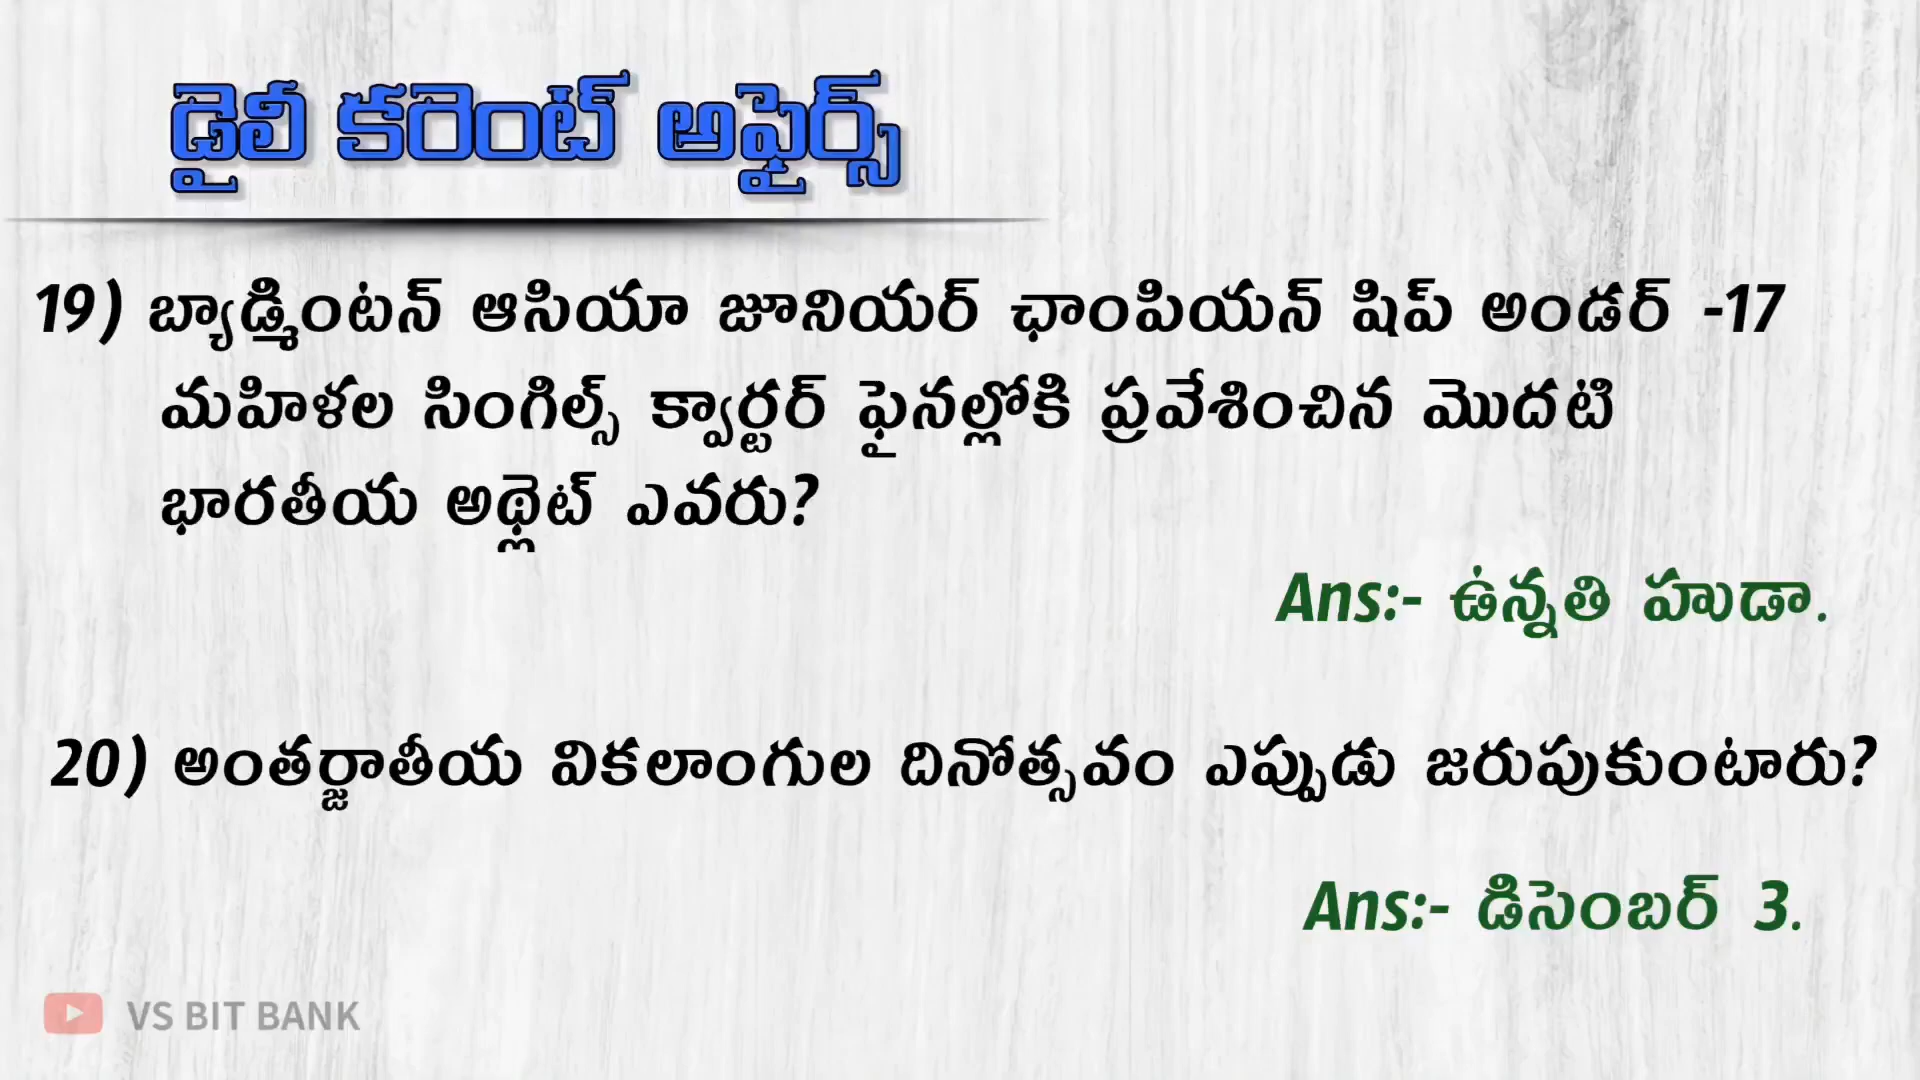 డైలీ కరెంట్ అఫైర్స్
19) బ్యాడ్మింటన్ ఆసియా జూనియర్ ఛాంపియన్ షిప్ అండర్ -17
మహిళల సింగిల్స్ క్వార్టర్ ఫైనల్లోకి ప్రవేశించిన మొదటి
భారతీయ అథ్లెట్ ఎవరు?
Ans:- ఉన్నతి హుడా.
20) అంతర్జాతీయ వికలాంగుల దినోత్సవం ఎప్పుడు జరుపుకుంటారు?
Ans:- డిసెంబర్ 3.
VS BIT BANK